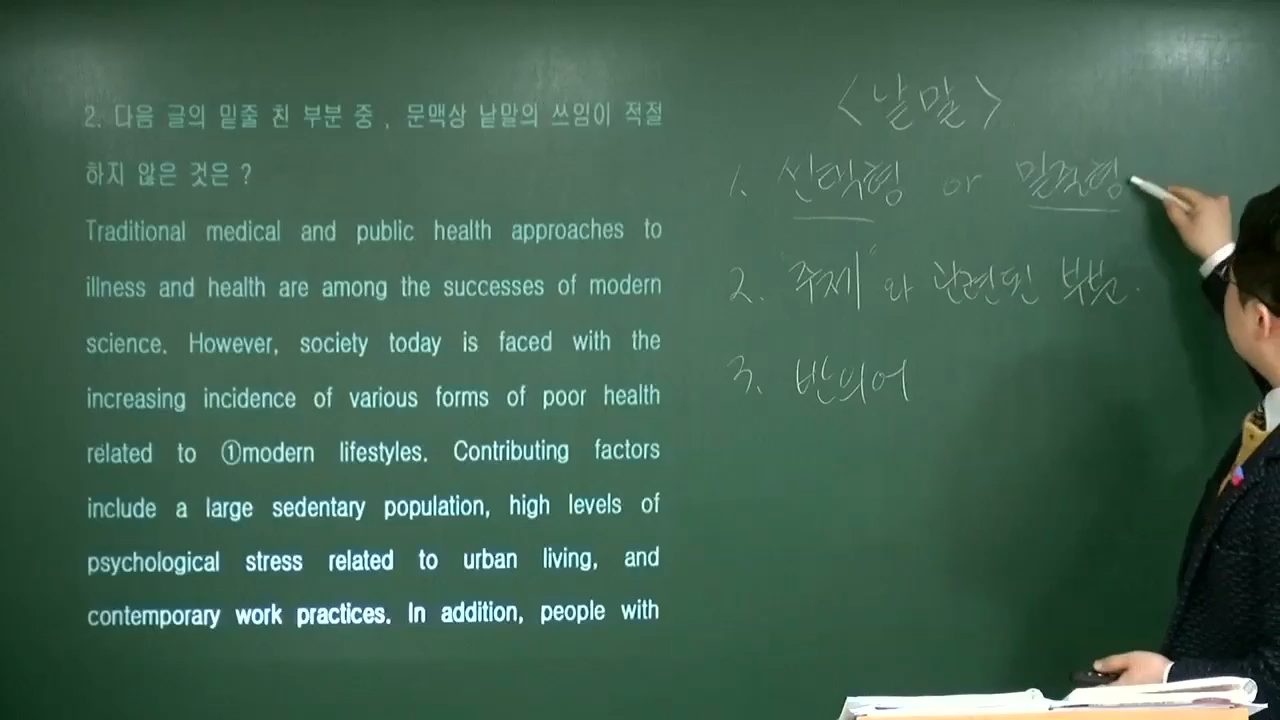 2. 다음 글의 밑줄 친 부분 중, 문맥상 낱말의 쓰임이 적절
하지 않은 것은?
Traditional medical and public health approaches to
illness and health are among the successes of modern
science. However, society today is faced with the
increasing incidence of various forms of poor health
related to ①modern lifestyles. Contributing factors
include a large sedentary population, high levels of
psychological stress related to urban living, and
contemporary work practices. In addition, people with
<낱말>
1. 선택형 or 밑줄형
2. "주제"와 관련된 부분.
3. 반의어